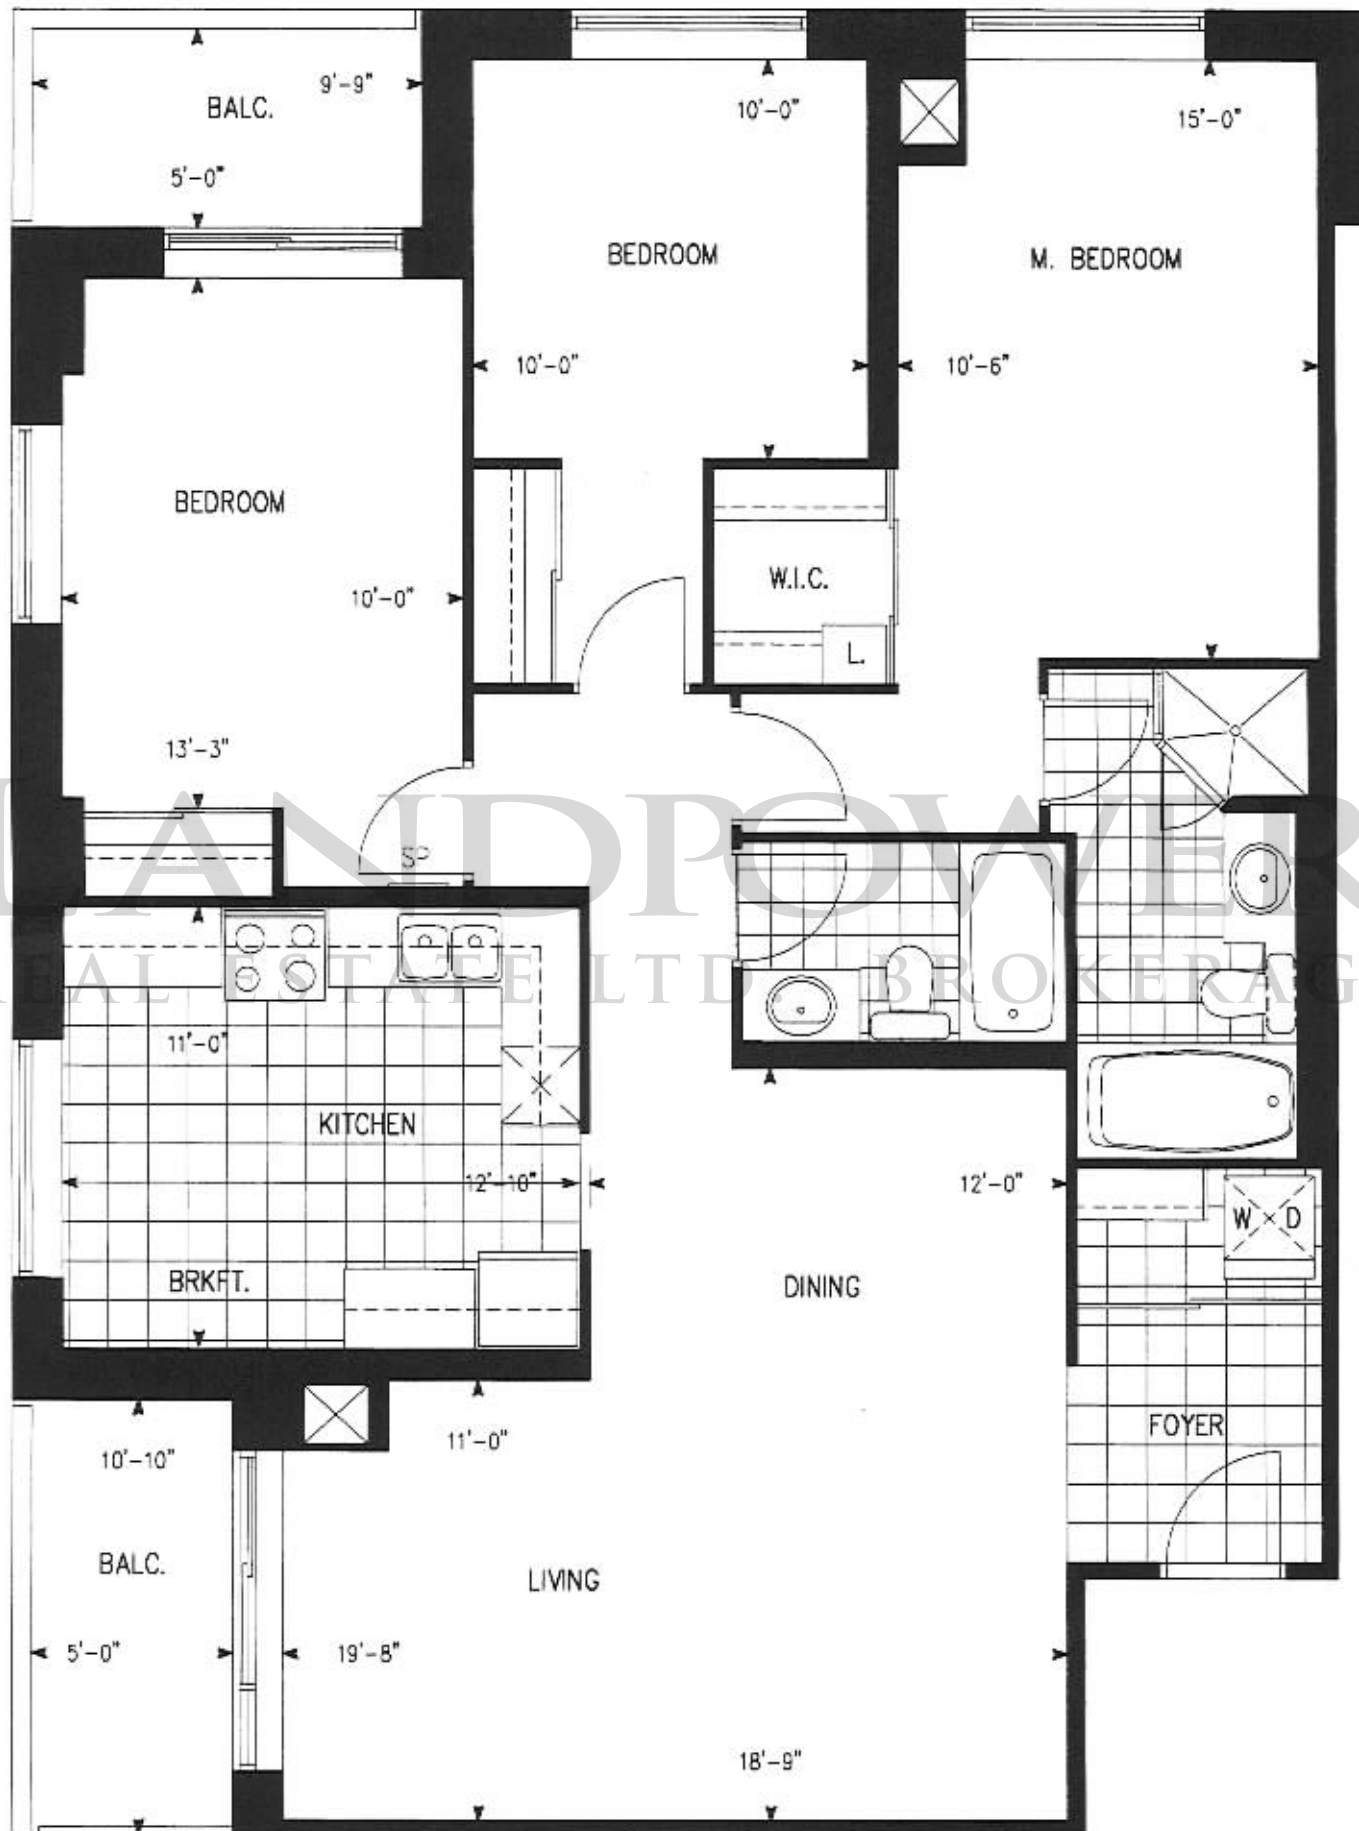 9'-9"
BALC.
5'-0"
10'-0"
15'-0"
BEDROOM
M. BEDROOM
10'-0"
10'-6"
BEDROOM
10'-0"
W.I.C.
L.
13'-3"
LANDPOWER
SP
REAL ESTATE LTD. BROKERAG
11'-0"
KITCHEN
12'-10"
12'-0"
W D
BRKFT.
DINING
FOYER
11'-0"
10'-10"
BALC.
LIVING
5'-0"
19'-8"
18'-9"